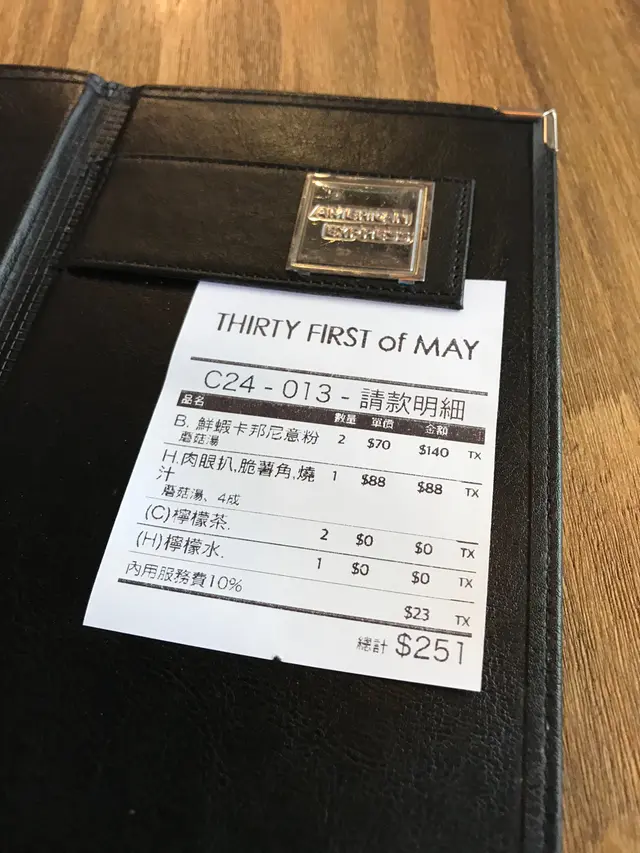 AMERICAN
EXPRESS
THIRTY FIRST of MAY
C24 - 013 - 請款明細
品名 數量 單價 金額
B. 鮮蝦卡邦尼意粉 2 $70 $140 TX
蘑菇湯
H.肉眼扒,脆薯角,燒 1 $88 $88 TX
汁
蘑菇湯、4成
(C)檸檬茶. 2 $0 $0 TX
(H)檸檬水. 1 $0 $0 TX
內用服務費10% $23 TX
總計 $251